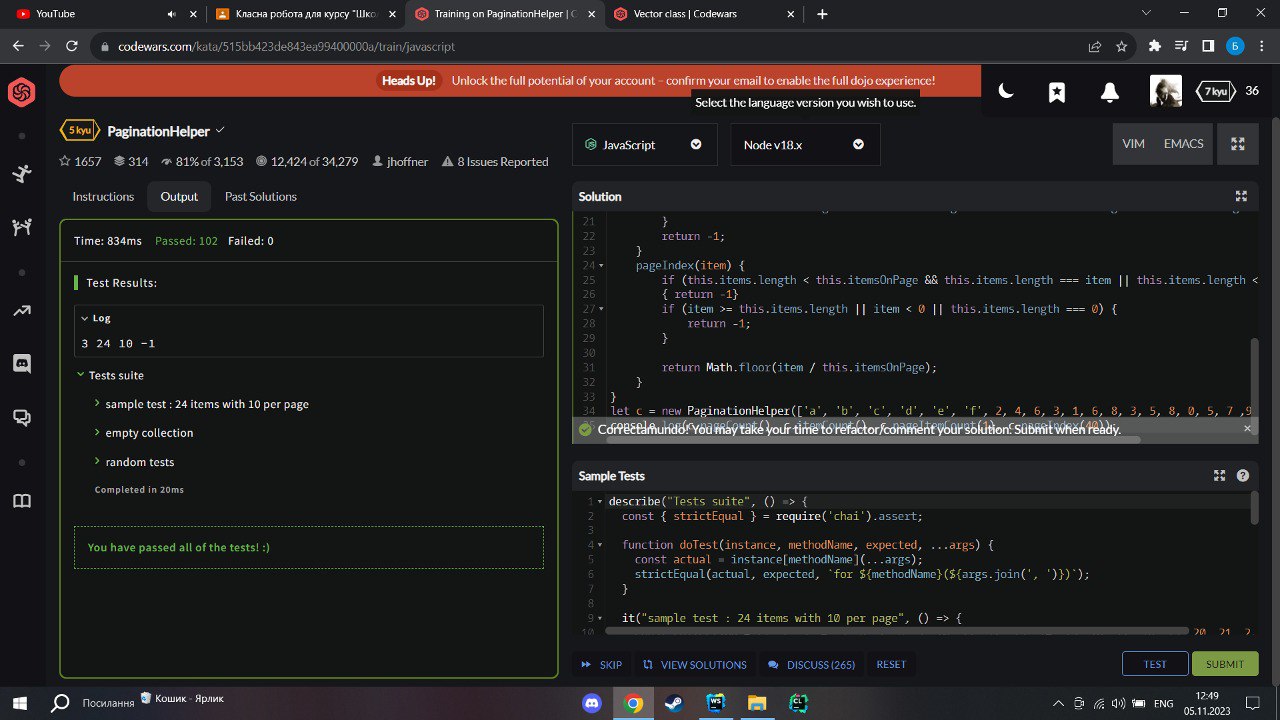 YouTube
Класна робота для курсу "Шко
Training on PaginationHelper | C
Vector class | Codewars
codewars.com/kata/515bb423de843ea99400000a/train/javascript
Б
Heads Up! Unlock the full potential of your account – confirm your email to enable the full dojo experience!
Select the language version you wish to use.
7 kyu 36
5 kyu PaginationHelper
1657 314 81% of 3,153 12,424 of 34,279 jhoffner 8 Issues Reported
JavaScript
Node v18.x
VIM EMACS
Instructions Output Past Solutions
Time: 834ms Passed: 102 Failed: 0
Test Results:
Log
3 24 10 -1
Tests suite
sample test : 24 items with 10 per page
empty collection
random tests
Completed in 20ms
You have passed all of the tests! :)
Solution
21 }
22 return -1;
23 }
24 pageIndex(item) {
25 if (this.items.length < this.itemsOnPage && this.items.length === item || this.items.length <
26 { return -1}
27 if (item >= this.items.length || item < 0 || this.items.length === 0) {
28 return -1;
29 }
30
31 return Math.floor(item / this.itemsOnPage);
32 }
33 }
34 let c = new PaginationHelper(['a', 'b', 'c', 'd', 'e', 'f', 2, 4, 6, 3, 1, 6, 8, 3, 5, 8, 0, 5, 7 ,9
Correctamundo! You may take your time to refactor/comment your solution. Submit when ready.
Sample Tests
1 describe("Tests suite", () => {
2 const { strictEqual } = require('chai').assert;
3
4 function doTest(instance, methodName, expected, ...args) {
5 const actual = instance[methodName](...args);
6 strictEqual(actual, expected, `for ${methodName}(${args.join(', ')})`);
7 }
8
9 it("sample test : 24 items with 10 per page", () => {
10 20, 21, 2
SKIP VIEW SOLUTIONS DISCUSS (265) RESET TEST SUBMIT
Посилання
Кошик - Ярлик
ENG
12:49
05.11.2023